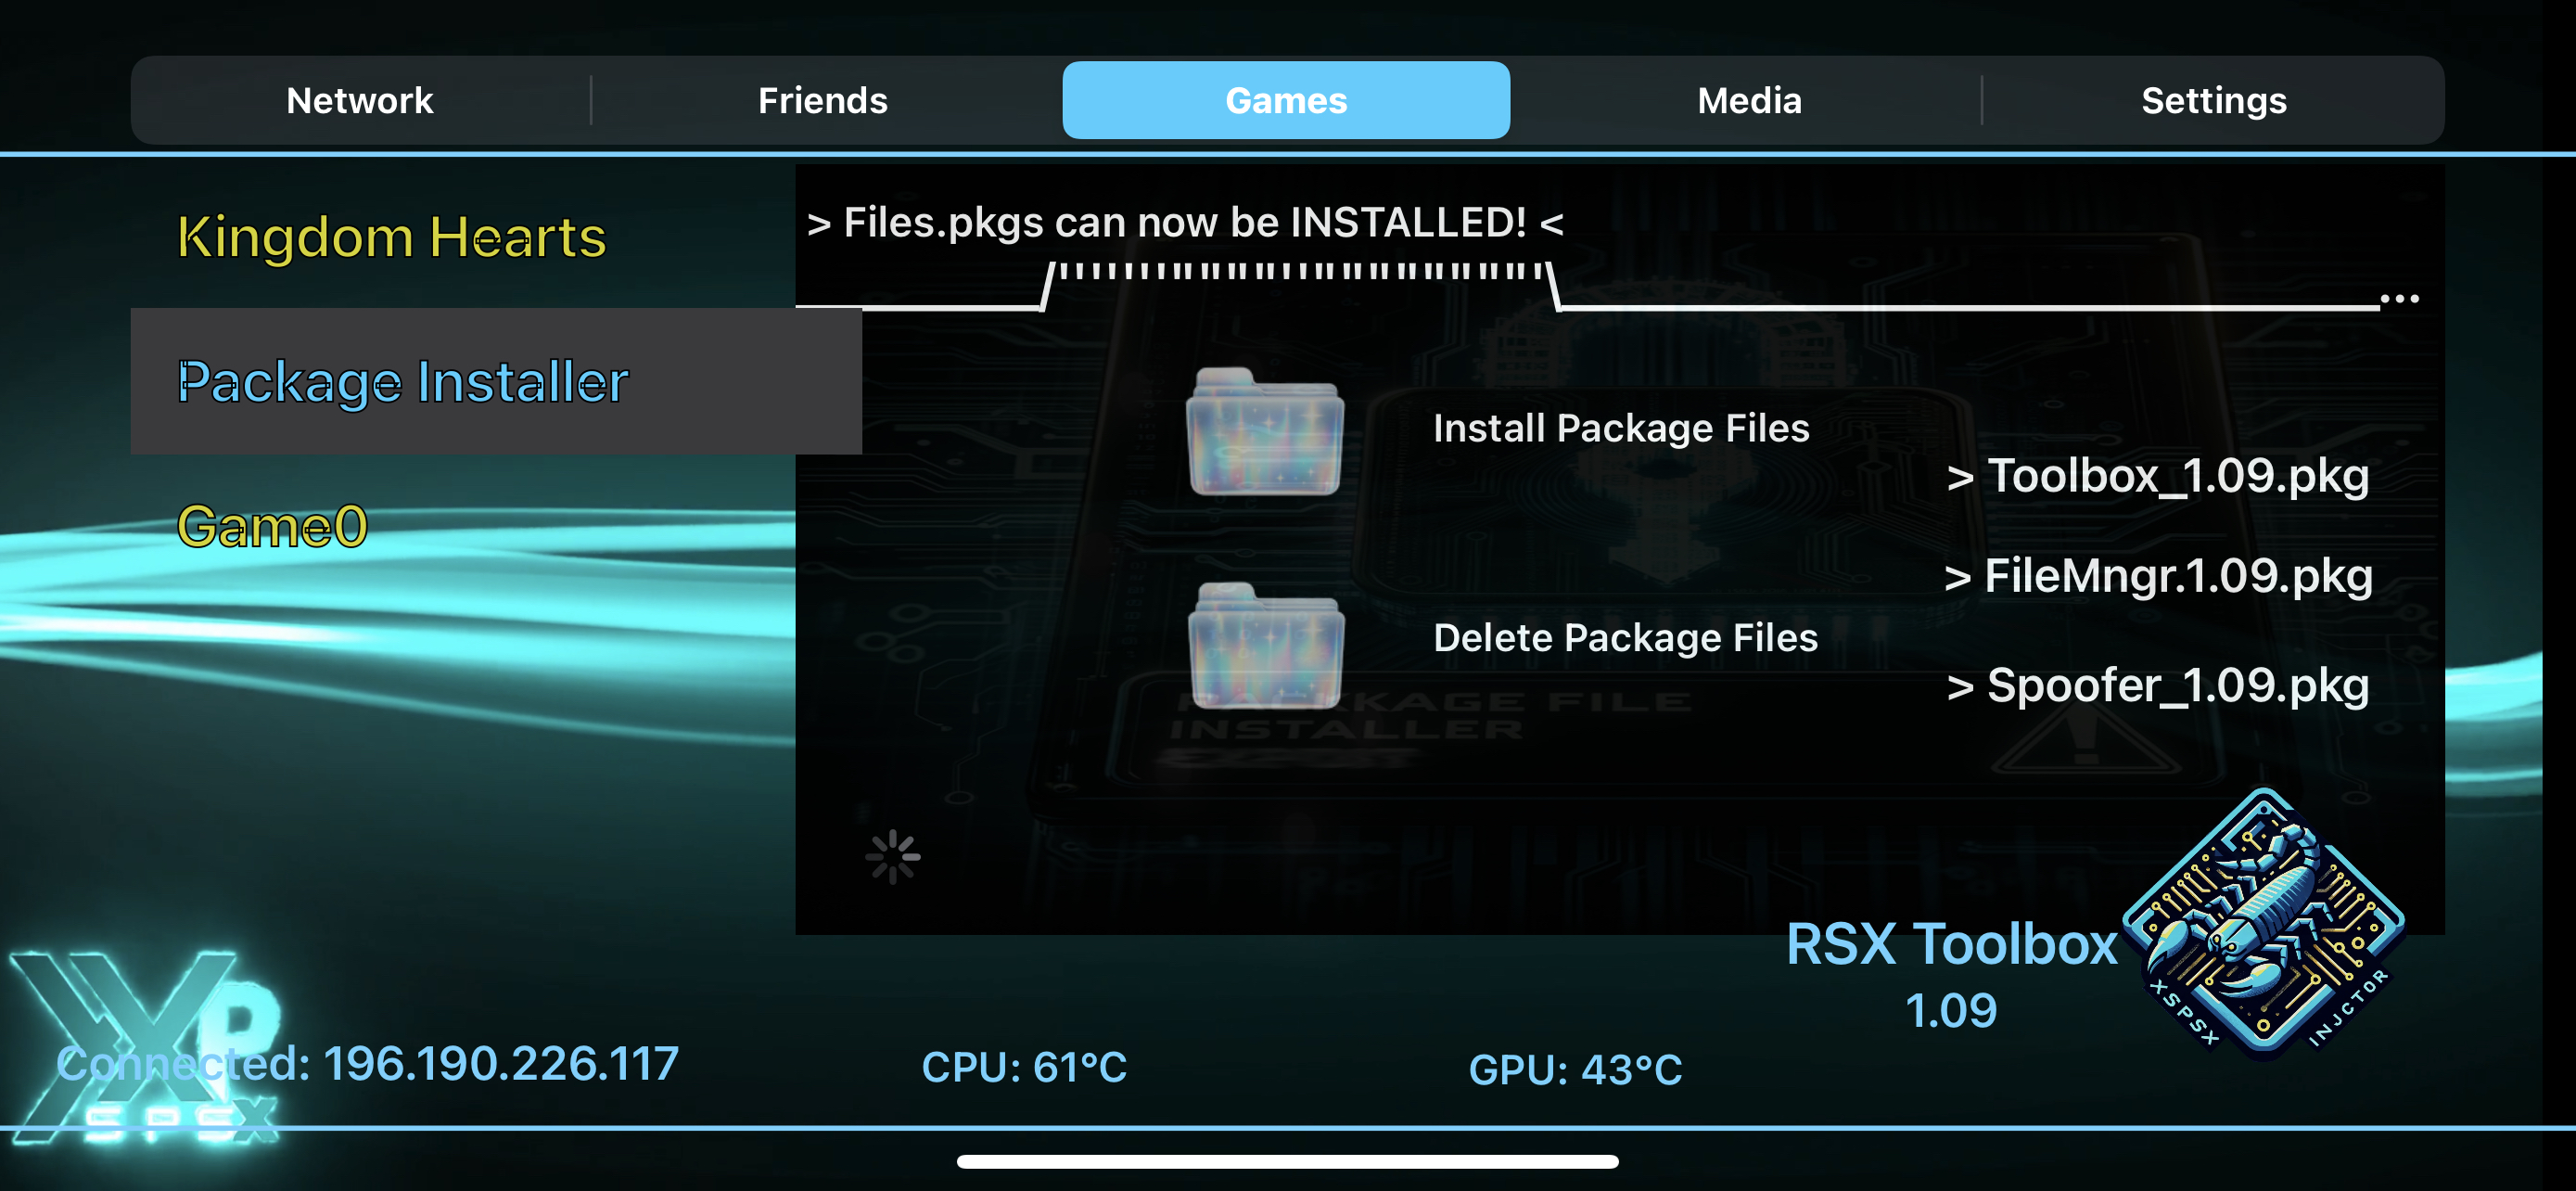 Network Friends Games Media Settings
Kingdom Hearts
Package Installer
Game0
> Files.pkgs can now be INSTALLED! <
...
Install Package Files
> Toolbox_1.09.pkg
> FileMngr.1.09.pkg
Delete Package Files
> Spoofer_1.09.pkg
PACKAGE FILE
INSTALLER
RSX Toolbox
1.09
XSPSX INJCTOR
XP
SPSX
Connected: 196.190.226.117
CPU: 61°C
GPU: 43°C